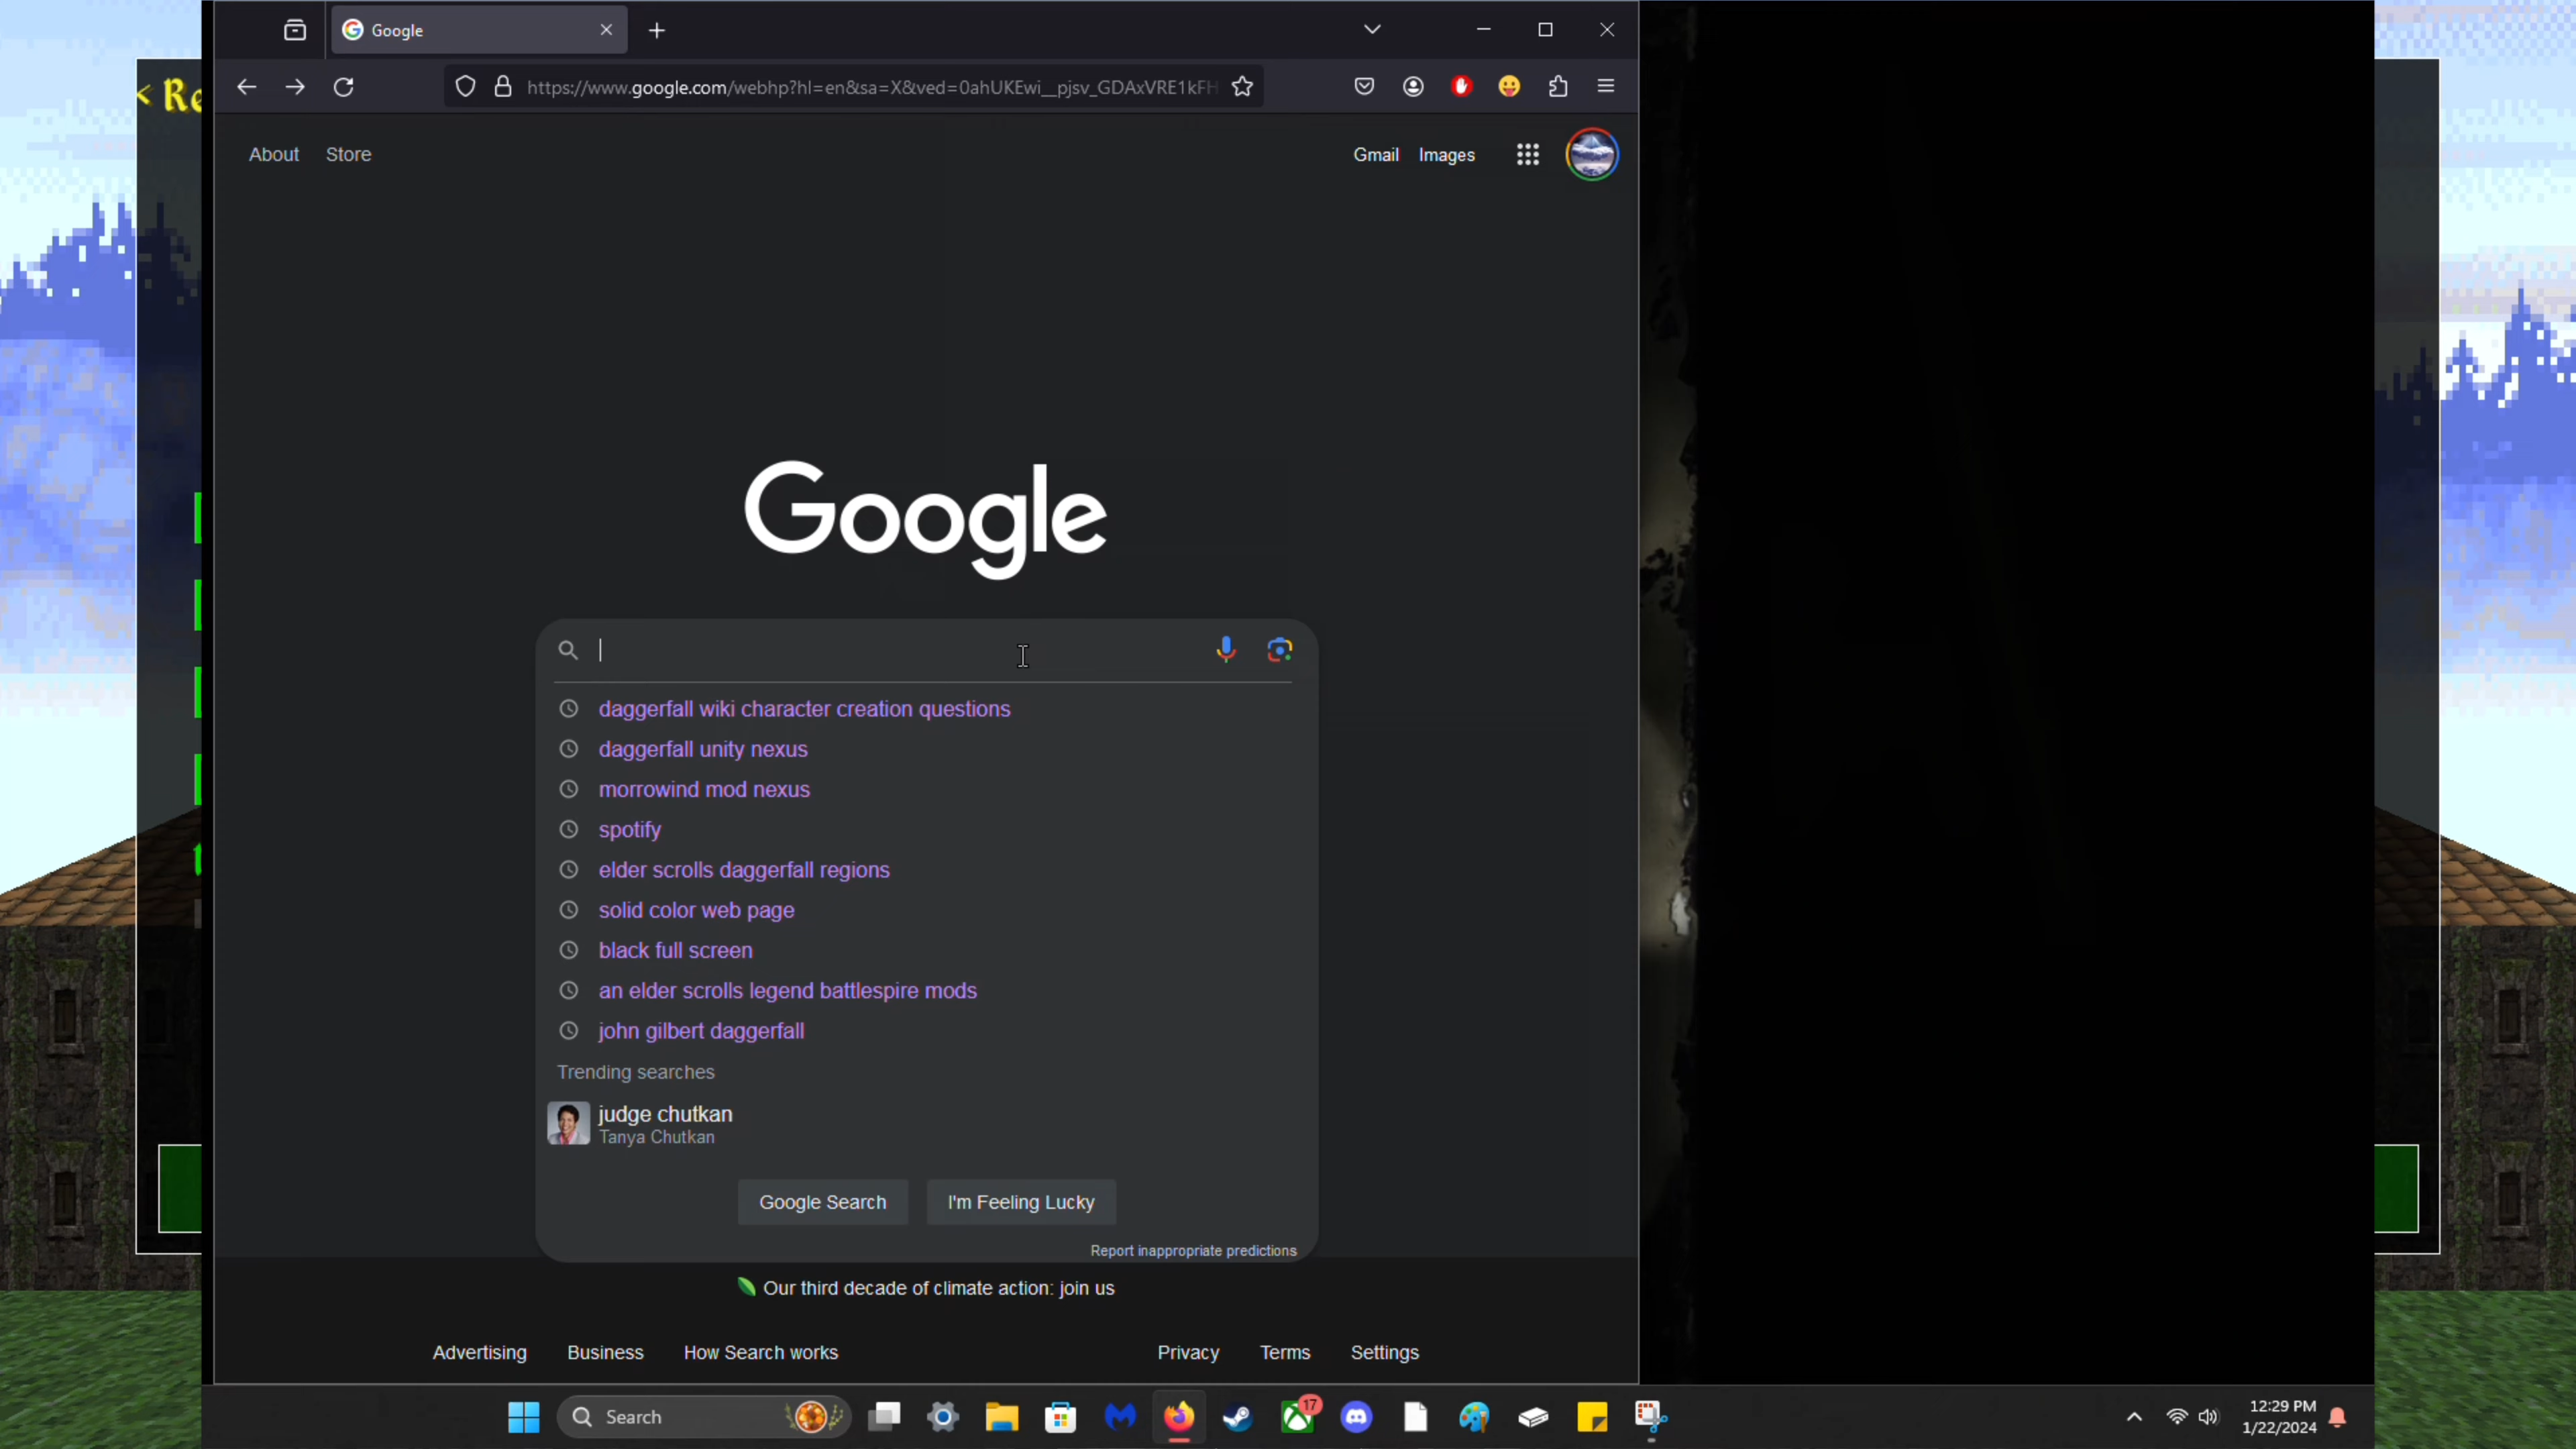 < Re
Google
https://www.google.com/webhp?hl=en&sa=X&ved=0ahUKEwi__pjsv_GDAxVRE1kFH
About Store
Gmail Images
Google
daggerfall wiki character creation questions
daggerfall unity nexus
morrowind mod nexus
spotify
elder scrolls daggerfall regions
solid color web page
black full screen
an elder scrolls legend battlespire mods
john gilbert daggerfall
Trending searches
judge chutkan
Tanya Chutkan
Google Search I'm Feeling Lucky
Report inappropriate predictions
Our third decade of climate action: join us
Advertising Business How Search works Privacy Terms Settings
Search
17
12:29 PM
1/22/2024